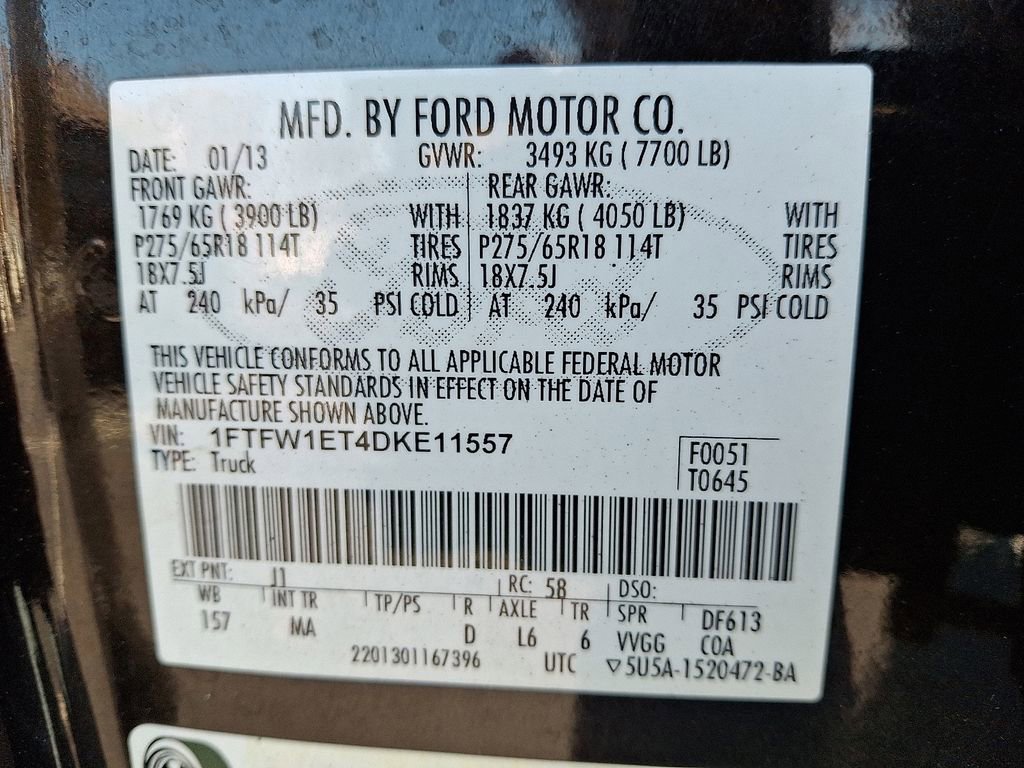 MFD. BY FORD MOTOR CO.
DATE: 01/13 GVWR: 3493 KG ( 7700 LB)
FRONT GAWR: REAR GAWR:
1769 KG ( 3900 LB) WITH 1837 KG ( 4050 LB) WITH
P275/65R18 114T TIRES P275/65R18 114T TIRES
18X7.5J RIMS 18X7.5J RIMS
AT 240 kPa/ 35 PSI COLD AT 240 kPa/ 35 PSI COLD
Ford
THIS VEHICLE CONFORMS TO ALL APPLICABLE FEDERAL MOTOR
VEHICLE SAFETY STANDARDS IN EFFECT ON THE DATE OF
MANUFACTURE SHOWN ABOVE.
VIN: 1FTFW1ET4DKE11557
TYPE: Truck
F0051
T0645
EXT PNT: J1 RC: 58 DSO:
WB INT TR TP/PS R AXLE TR SPR DF613
157 MA D L6 6 VVGG COA
2201301167396 UTC ▽5U5A-1520472-BA